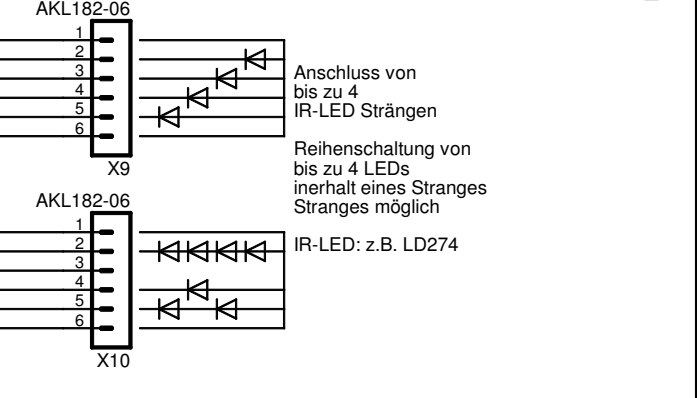 AKL182-06
1
2
3
4
5
6
X9
Anschluss von
bis zu 4
IR-LED Strängen
Reihenschaltung von
bis zu 4 LEDs
inerhalt eines Stranges
Stranges möglich
AKL182-06
1
2
3
4
5
6
X10
IR-LED: z.B. LD274